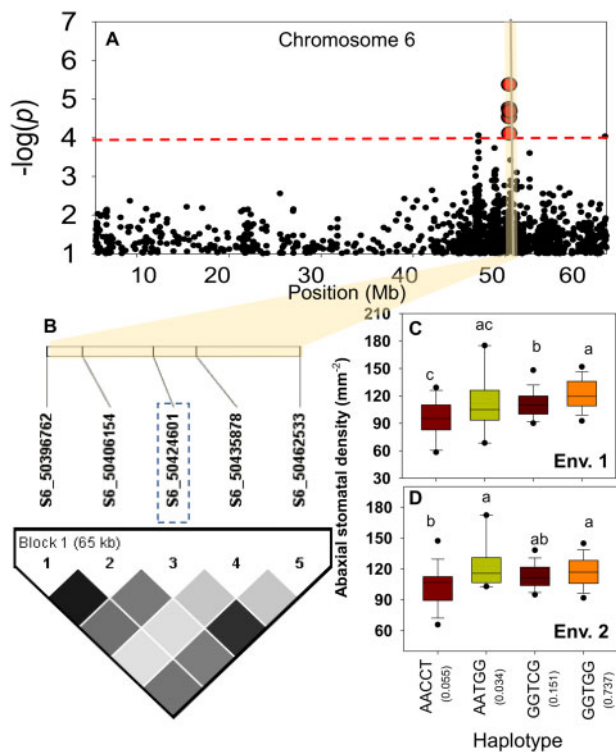 A
Chromosome 6
7
6
5
4
3
2
1
-log(p)
10
20
30
40
50
60
Position (Mb)
B
S6_50396762
S6_50406154
S6_50424601
S6_50435878
S6_50462533
Block 1 (65 kb)
1 2 3 4 5
Abaxial stomatal density (mm-2)
C
210
180
150
120
90
60
30
c
ac
b
a
Env. 1
D
180
150
120
90
60
b
a
ab
a
Env. 2
AACCT (0.055)
AATGG (0.034)
GGTCG (0.151)
GGTGG (0.737)
Haplotype